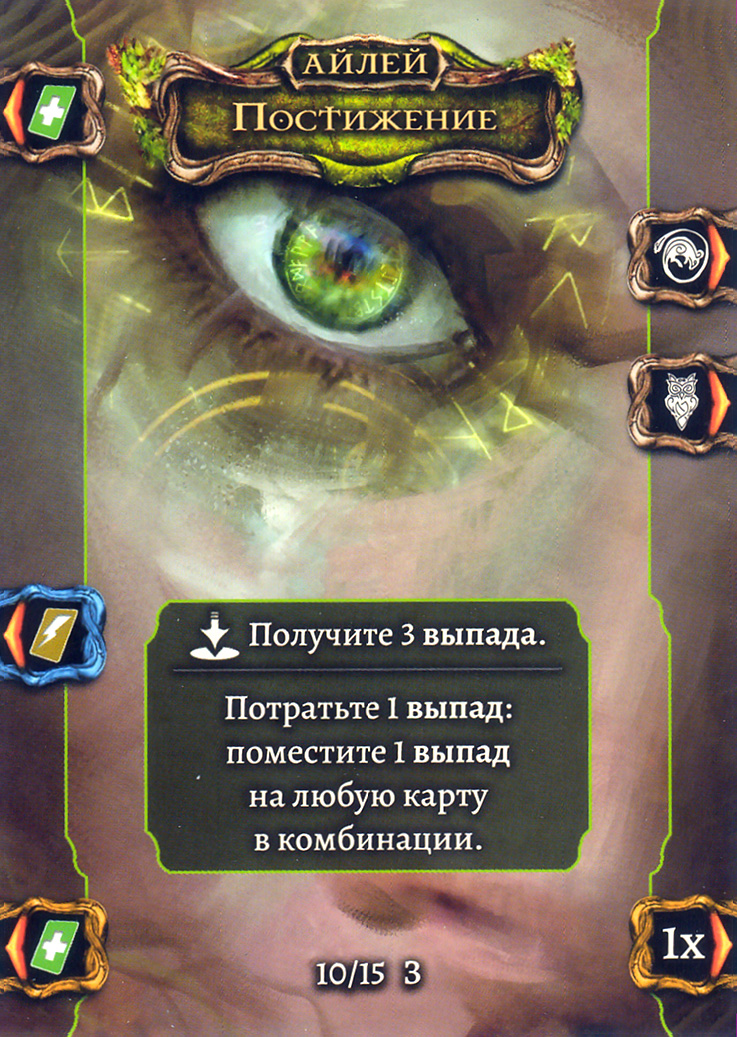 АЙЛЕЙ
Постижение
Получите 3 выпада.
Потратьте 1 выпад:
поместите 1 выпад
на любую карту
в комбинации.
1x
10/15 3